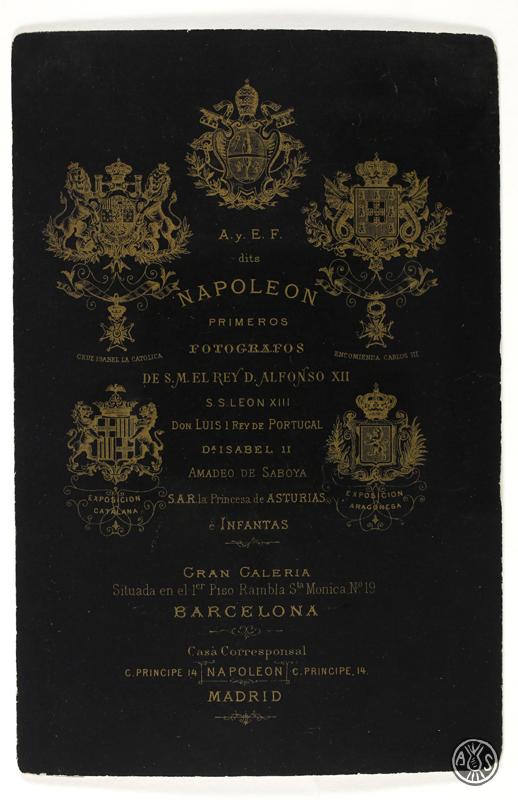 A. y. E. F.
dits
NAPOLEON
PRIMEROS
FOTOGRAFOS
CRUZ ISABEL LA CATOLICA
ENCOMIENDA CARLOS III
DE S.M. EL REY D. ALFONSO XII
S.S. LEON XIII
DON LUIS I REY DE PORTUGAL
Dª ISABEL II
AMADEO DE SABOYA
S.A.R. la Princesa de ASTURIAS
é INFANTAS
EXPOSICION
CATALANA
EXPOSICION
ARAGONESA
GRAN GALERIA
Situada en el 1er Piso Rambla Sta Monica, No 19
BARCELONA
Casa Corresponsal
C. PRINCIPE 14 NAPOLEON C. PRINCIPE, 14.
MADRID
A S